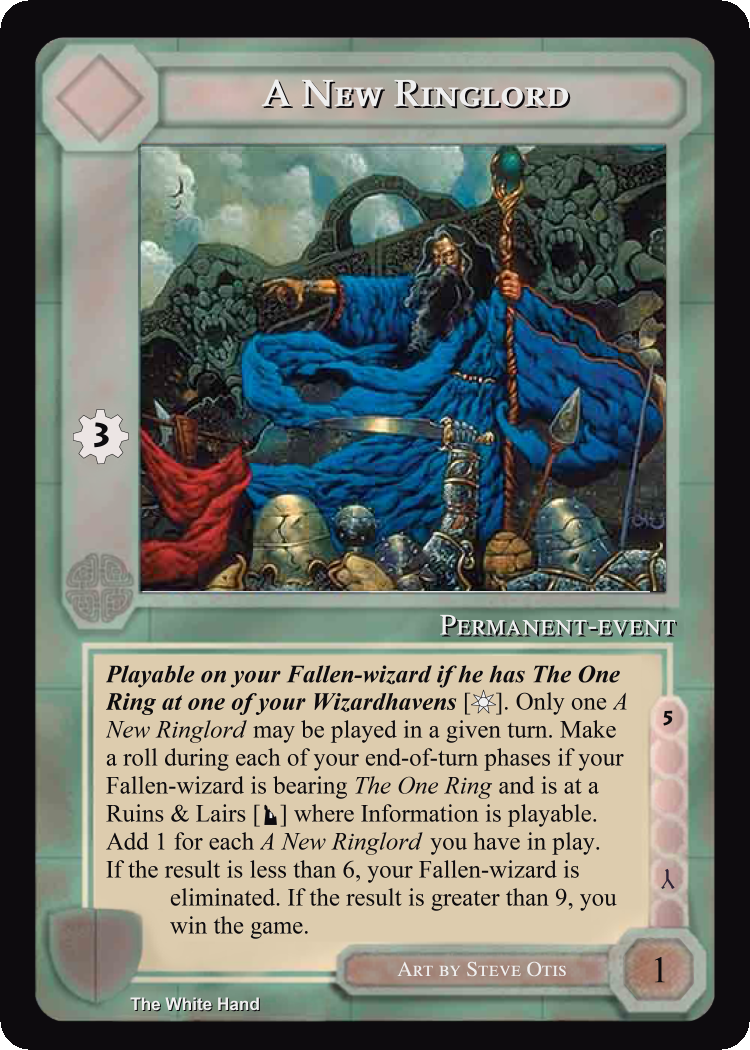 A New Ringlord
3
Permanent-event
Playable on your Fallen-wizard if he has The One
Ring at one of your Wizardhavens [ ]. Only one A
New Ringlord may be played in a given turn. Make
a roll during each of your end-of-turn phases if your
Fallen-wizard is bearing The One Ring and is at a
Ruins & Lairs [ ] where Information is playable.
Add 1 for each A New Ringlord you have in play.
If the result is less than 6, your Fallen-wizard is
eliminated. If the result is greater than 9, you
win the game.
5
Art by Steve Otis
1
The White Hand